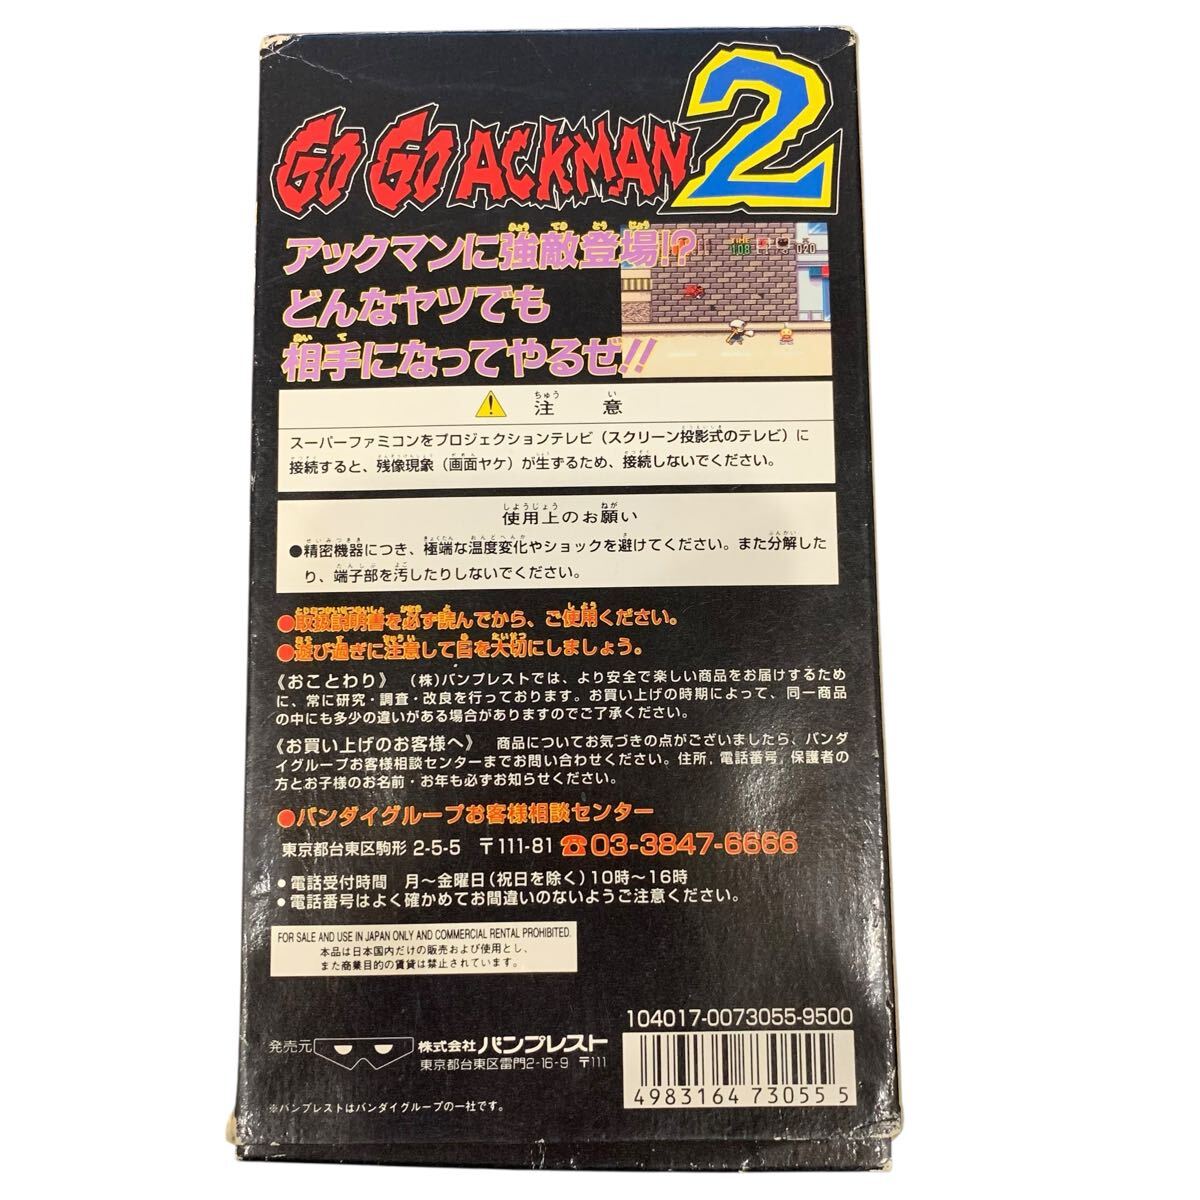 GO GO ACKMAN 2
アックマンに強敵登場!?
どんなヤツでも
相手になってやるぜ!!
TIME
108
020
注意
スーパーファミコンをプロジェクションテレビ（スクリーン投影式のテレビ）に
接続すると、残像現象（画面ヤケ）が生ずるため、接続しないでください。
使用上のお願い
●精密機器につき、極端な温度変化やショックを避けてください。また分解した
り、端子部を汚したりしないでください。
●取扱説明書を必ず読んでから、ご使用ください。
●遊び過ぎに注意して目を大切にしましょう。
《おことわり》 (株)バンプレストでは、より安全で楽しい商品をお届けするため
に、常に研究・調査・改良を行っております。お買い上げの時期によって、同一商品
の中にも多少の違いがある場合がありますのでご了承ください。
《お買い上げのお客様へ》 商品についてお気づきの点がございましたら、バンダ
イグループお客様相談センターまでお問い合わせください。住所、電話番号、保護者の
方とお子様のお名前・お年も必ずお知らせください。
●バンダイグループお客様相談センター
東京都台東区駒形 2-5-5 〒111-81 ☎03-3847-6666
●電話受付時間 月～金曜日(祝日を除く)10時～16時
●電話番号はよく確かめてお間違いのないようご注意ください。
FOR SALE AND USE IN JAPAN ONLY AND COMMERCIAL RENTAL PROHIBITED.
本品は日本国内だけの販売および使用とし、
また商業目的の賃貸は禁止されています。
104017-0073055-9500
発売元 株式会社 バンプレスト
東京都台東区雷門2-16-9 〒111
4983164 730555
※バンプレストはバンダイグループの一社です。